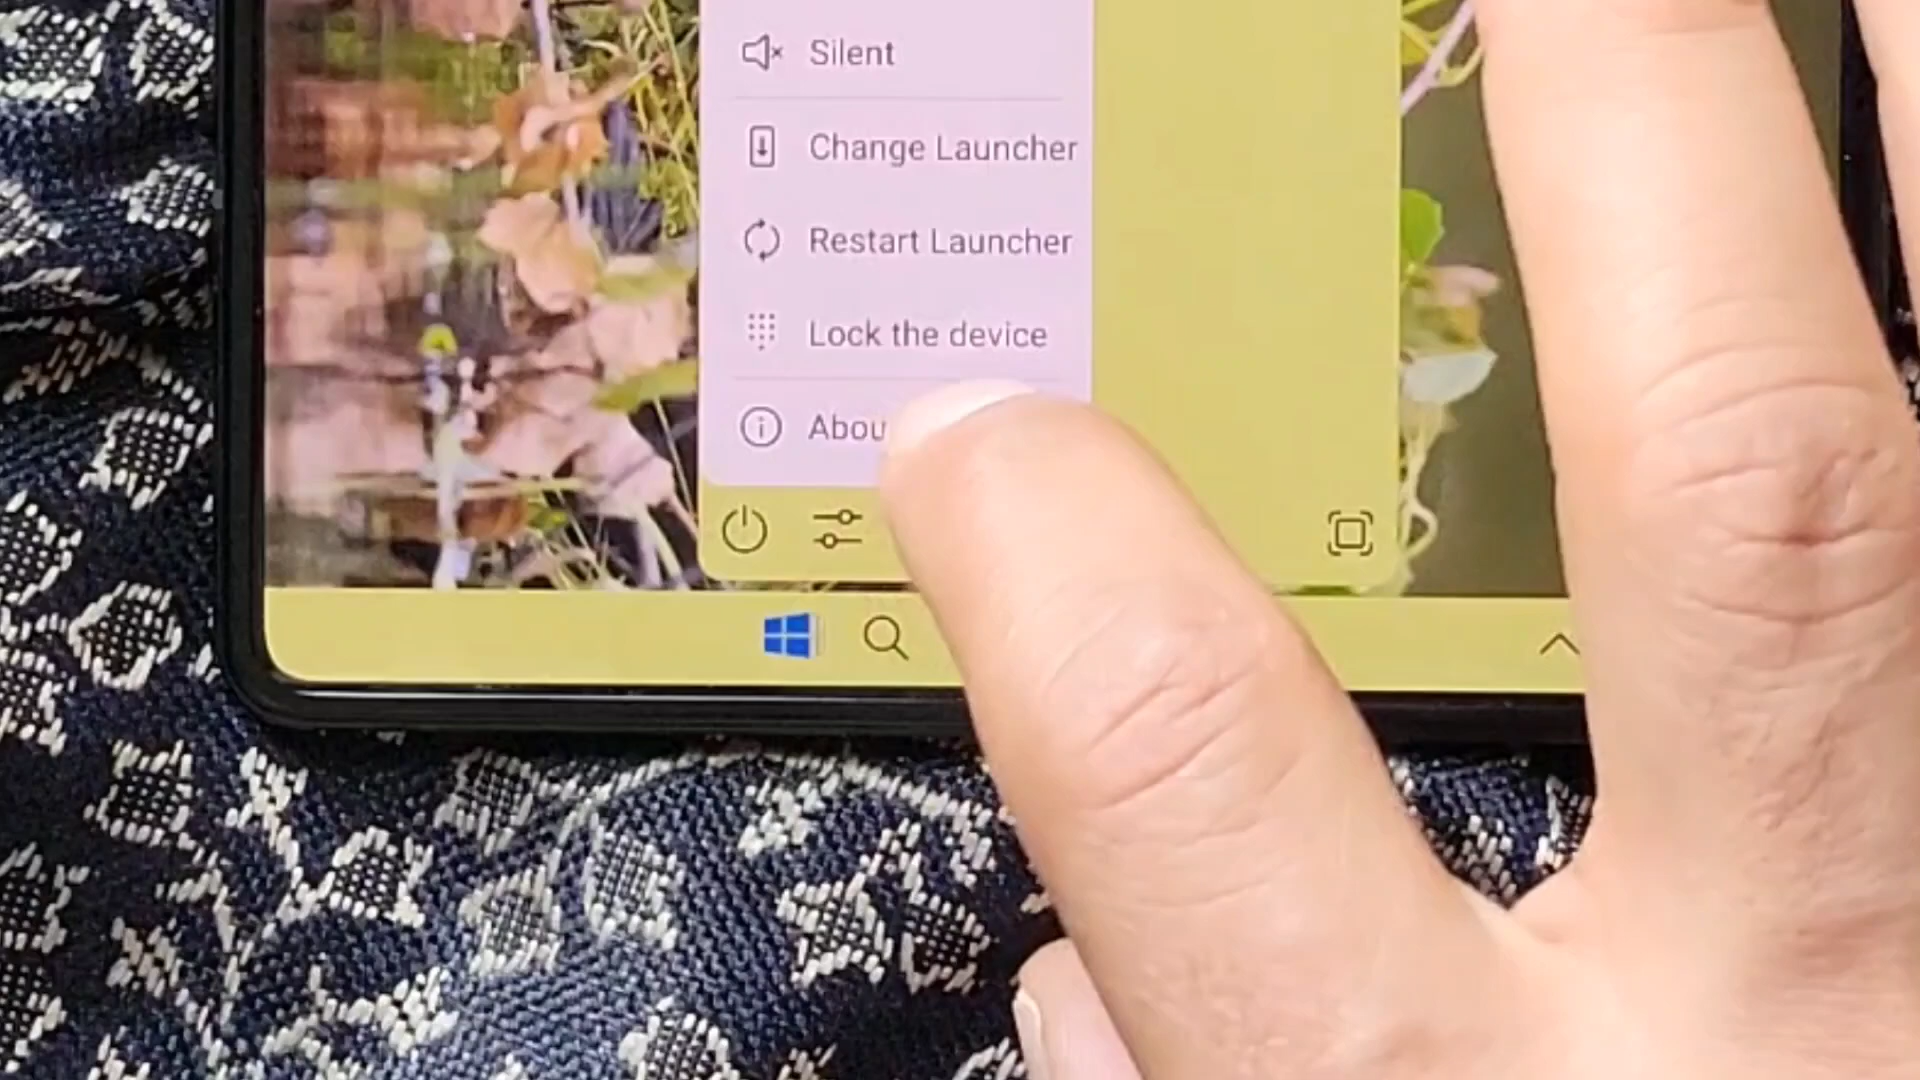 Silent
Change Launcher
Restart Launcher
Lock the device
Abou